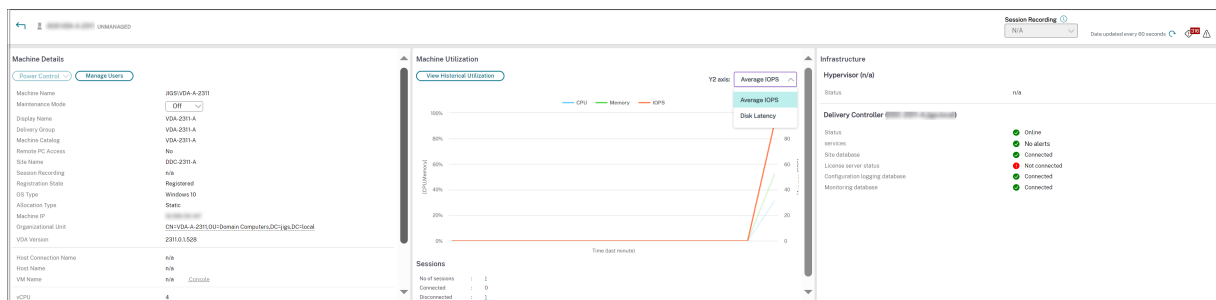 UNMANAGED
Session Recording
N/A
Date updated every 60 seconds
316
Machine Details
Power Control
Manage Users
Machine Name JIGS\VDA-A-2311
Maintenance Mode Off
Display Name VDA-2311-A
Delivery Group VDA-2311-A
Machine Catalog VDA-2311-A
Remote PC Access No
Site Name DDC-2311-A
Session Recording n/a
Registration State Registered
OS Type Windows 10
Allocation Type Static
Machine IP
Organizational Unit CN=VDA-A-2311,OU=Domain Computers,DC=jigs,DC=local
VDA Version 2311.0.1.528
Host Connection Name n/a
Host Name n/a
VM Name n/a Console
vCPU 4
Machine Utilization
View Historical Utilization
Y2 axis: Average IOPS
Average IOPS
Disk Latency
CPU Memory IOPS
100%
80% 80
60% 60
40% 40
20% 20
0% 0
(CPU,Memory)
Time (last minute)
Sessions
No of sessions : 1
Connected : 0
Disconnected : 1
Infrastructure
Hypervisor (n/a)
Status n/a
Delivery Controller
Status Online
services No alerts
Site database Connected
License server status Not connected
Configuration logging database Connected
Monitoring database Connected